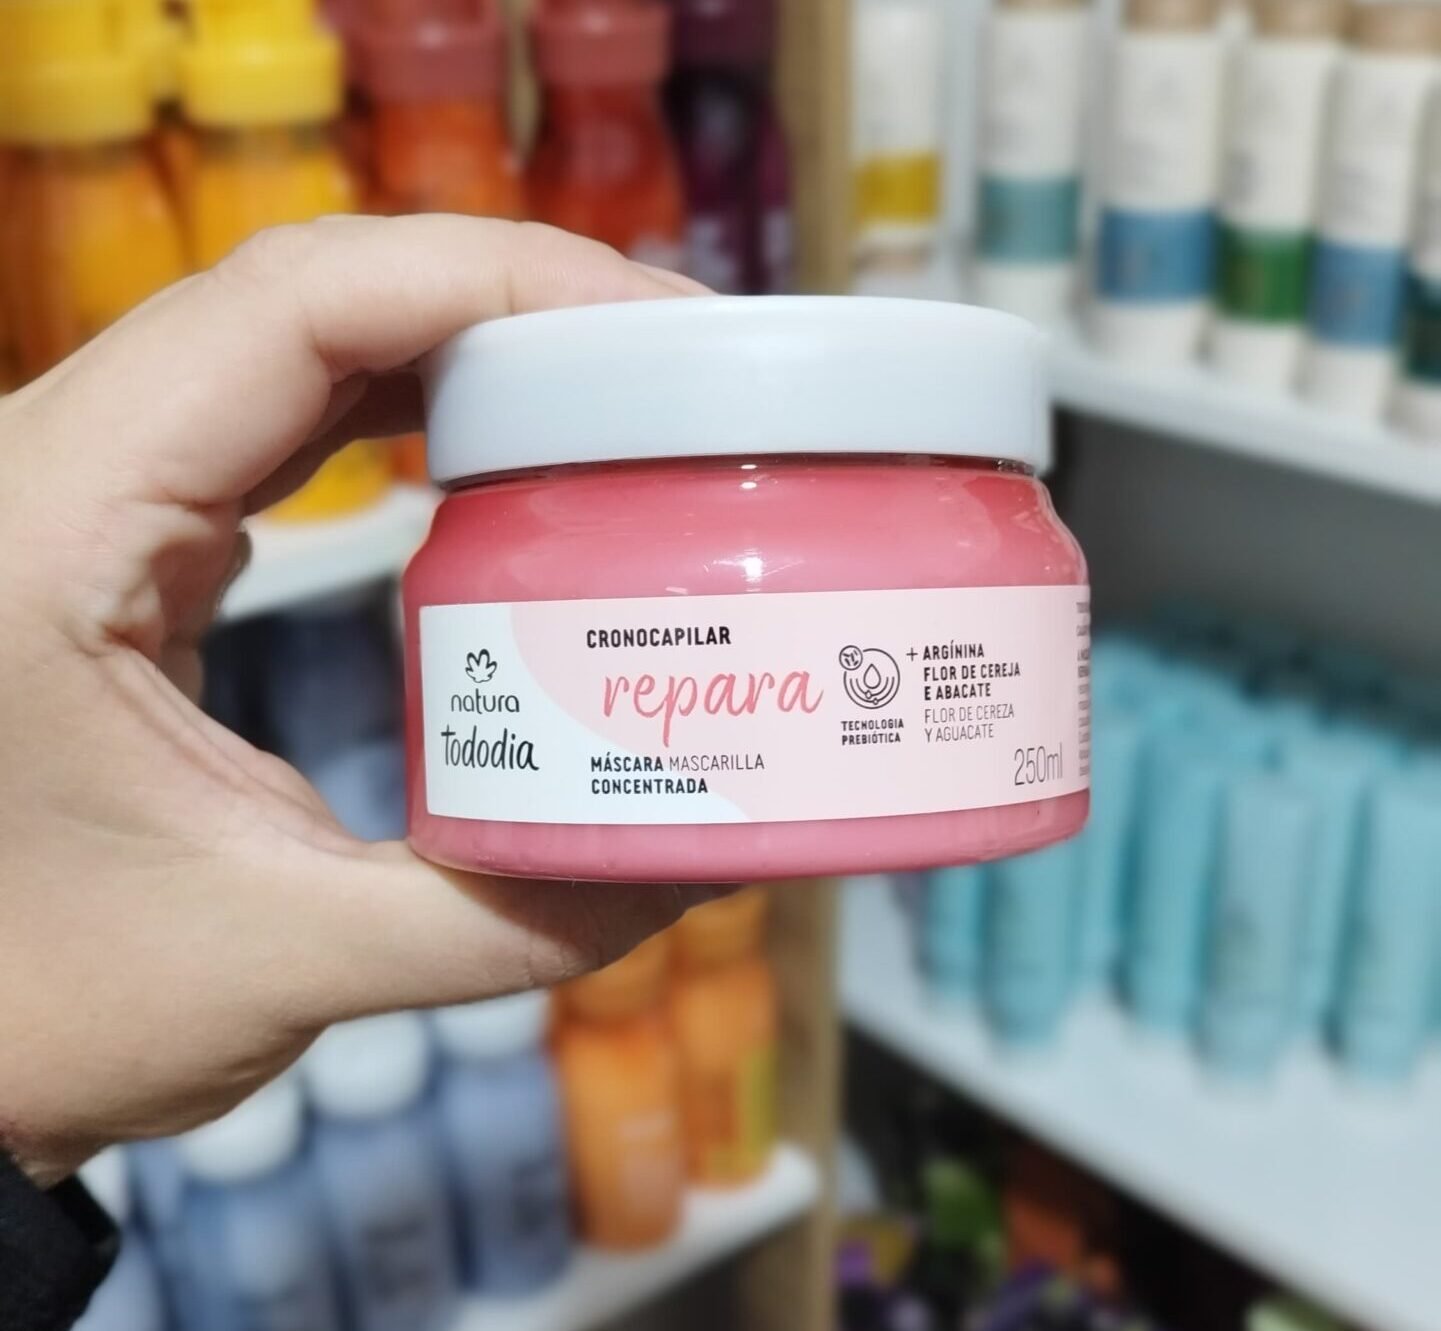 natura
tododia
CRONOCAPILAR
repara
MÁSCARA MASCARILLA
CONCENTRADA
TECNOLOGIA
PREBIÓTICA
+ ARGÍNINA
FLOR DE CEREJA
E ABACATE
FLOR DE CEREZA
Y AGUACATE
250ml